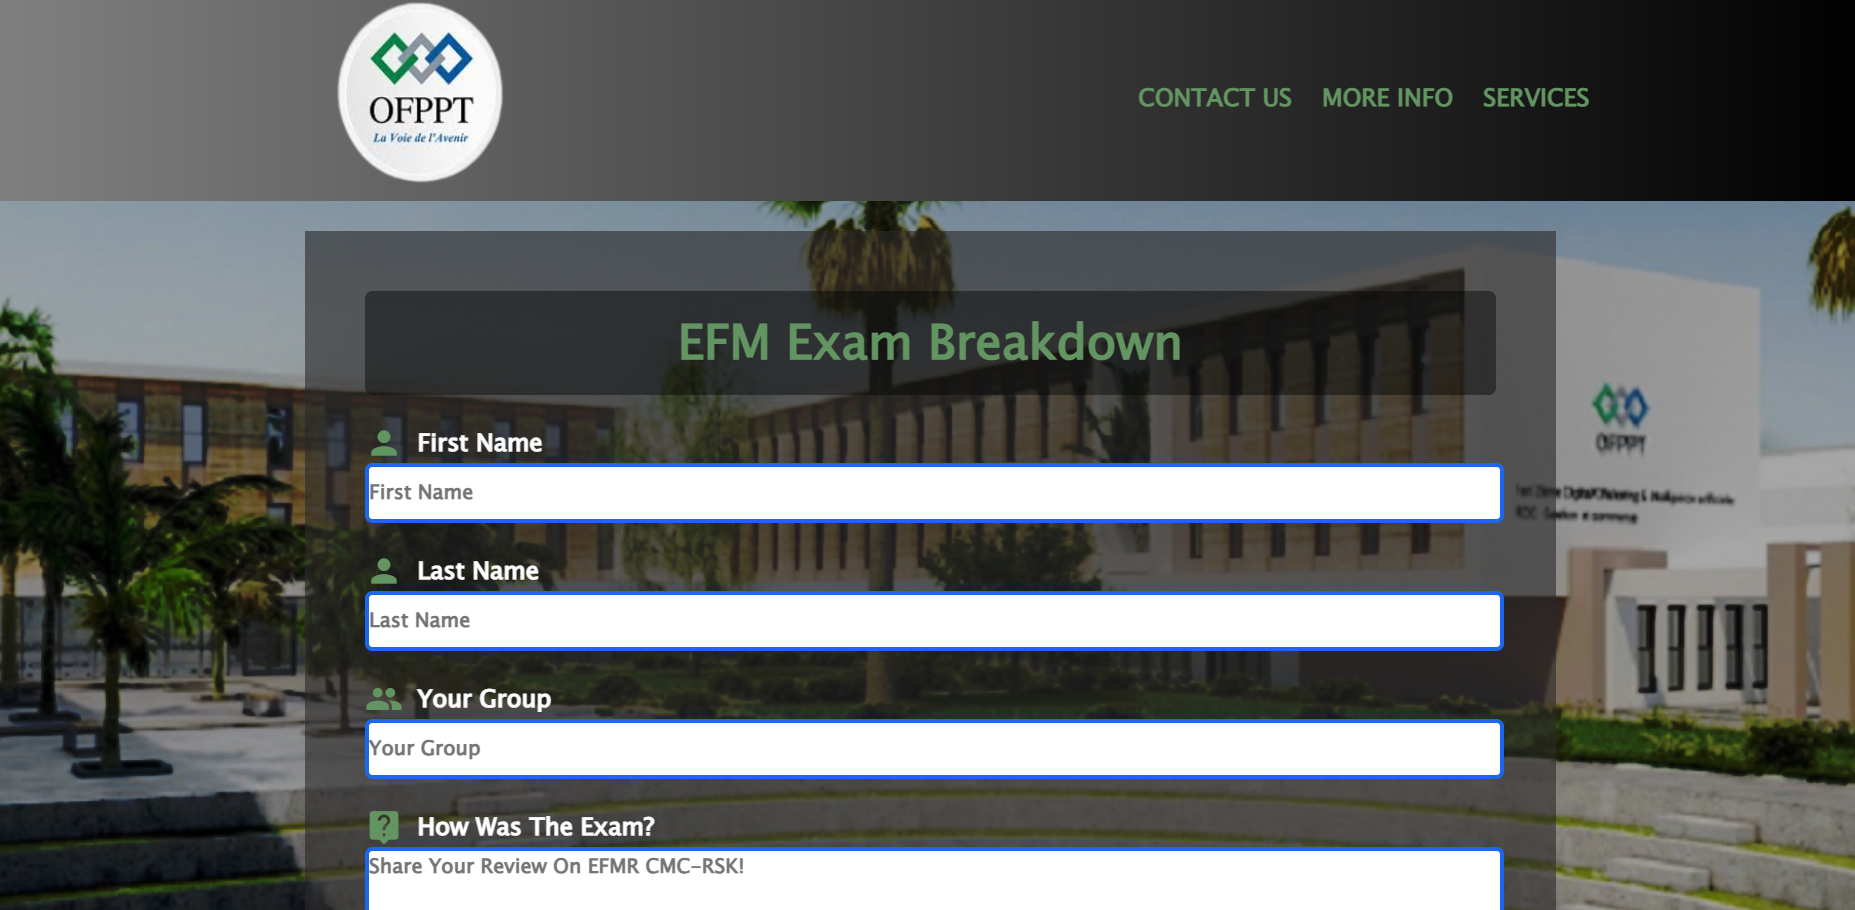 OFPPT
La Voie de l'Avenir
CONTACT US MORE INFO SERVICES
EFM Exam Breakdown
First Name
First Name
Last Name
Last Name
Your Group
Your Group
How Was The Exam?
Share Your Review On EFMR CMC-RSK!
OFPPT